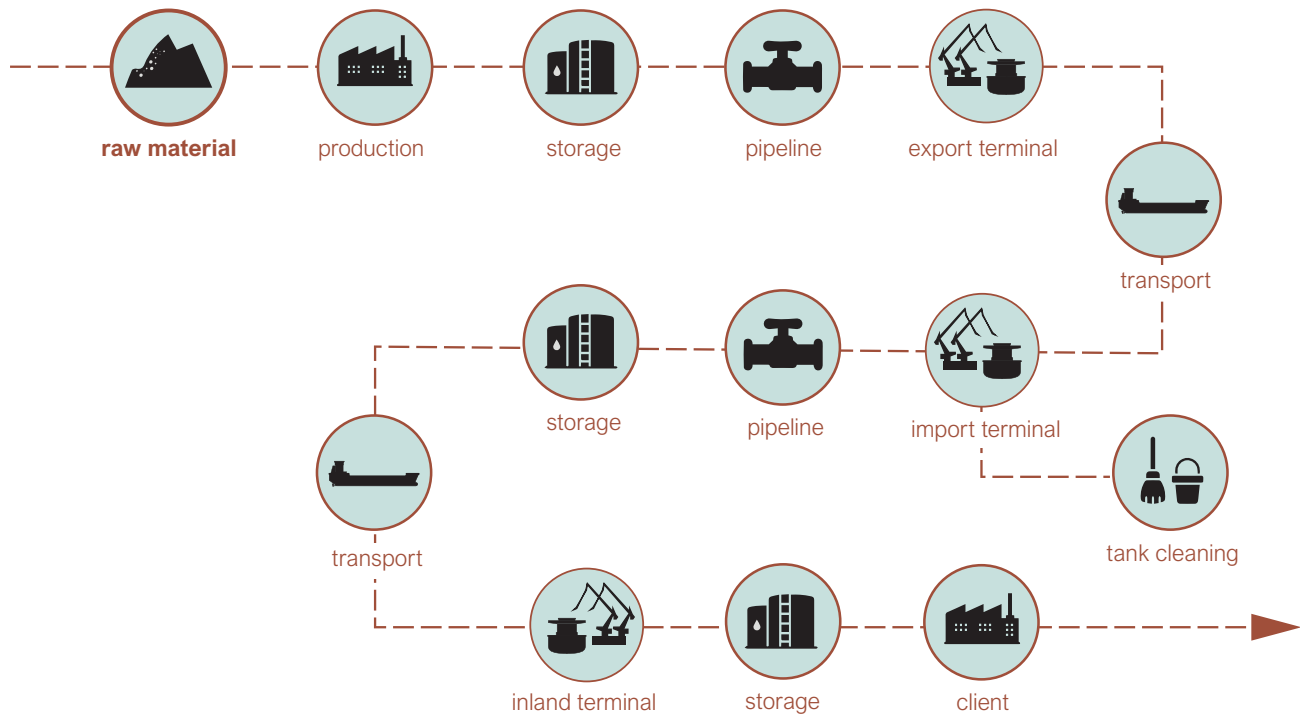 raw material
production
storage
pipeline
export terminal
transport
import terminal
pipeline
storage
tank cleaning
transport
inland terminal
storage
client